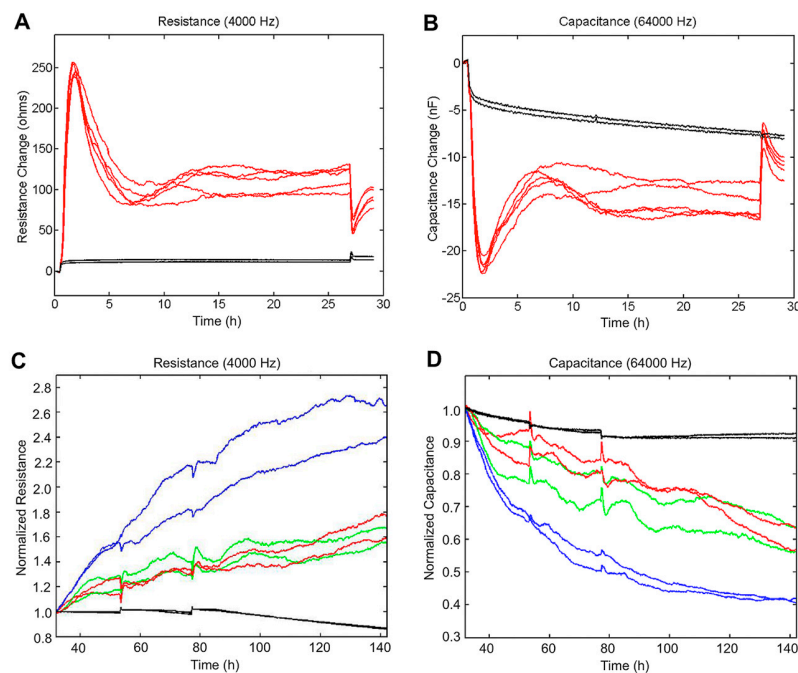 A
Resistance (4000 Hz)
Resistance Change (ohms)
250
200
150
100
50
0
0 5 10 15 20 25 30
Time (h)
B
Capacitance (64000 Hz)
Capacitance Change (nF)
0
-5
-10
-15
-20
-25
0 5 10 15 20 25 30
Time (h)
C
Resistance (4000 Hz)
Normalized Resistance
2.8
2.6
2.4
2.2
2.0
1.8
1.6
1.4
1.2
1.0
0.8
40 60 80 100 120 140
Time (h)
D
Capacitance (64000 Hz)
Normalized Capacitance
1.0
0.9
0.8
0.7
0.6
0.5
0.4
0.3
40 60 80 100 120 140
Time (h)